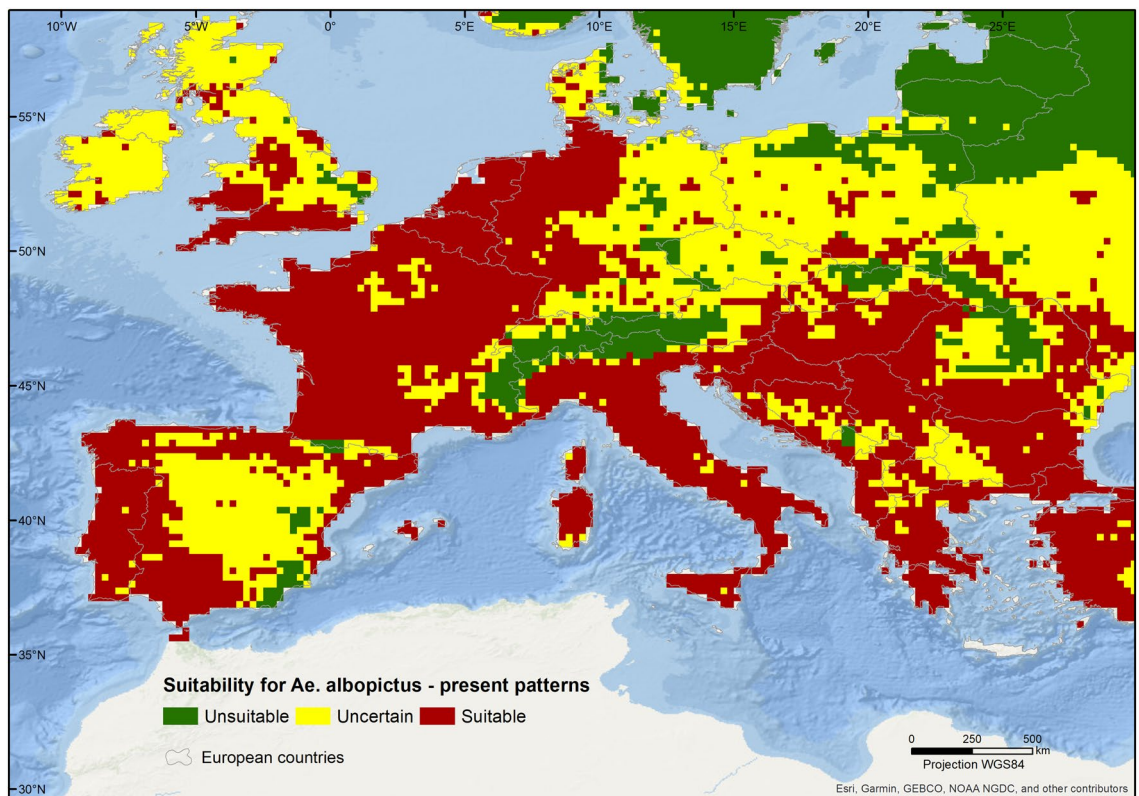 10°W 5°W 0° 5°E 10°E 15°E 20°E 25°E
55°N
50°N
45°N
40°N
35°N
30°N
Suitability for Ae. albopictus - present patterns
Unsuitable Uncertain Suitable
European countries
0 250 500
km
Projection WGS84
Esri, Garmin, GEBCO, NOAA NGDC, and other contributors